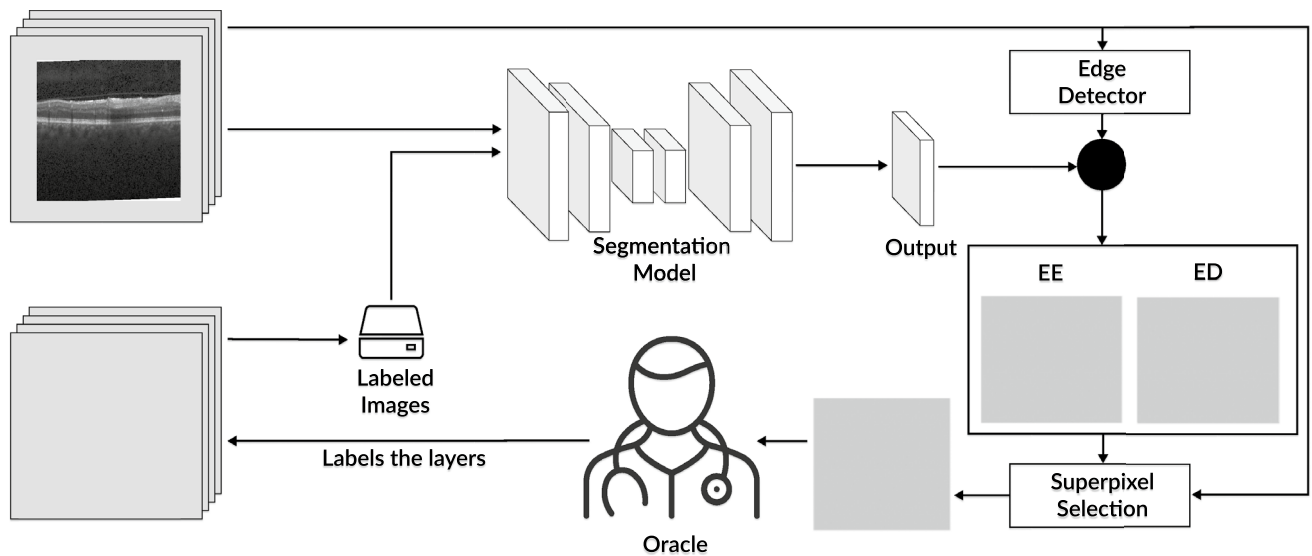 Edge
Detector
Segmentation
Model
Output
EE
ED
Labeled
Images
Labels the layers
Superpixel
Selection
Oracle